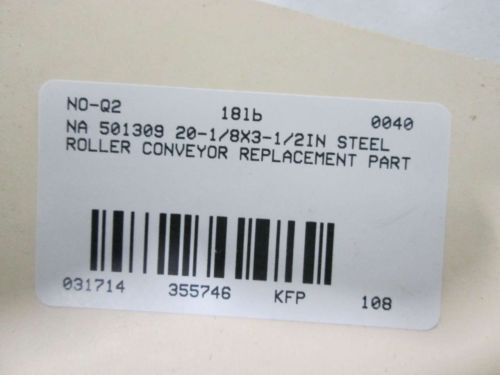 NO-Q2 18lb 0040
NA 501309 20-1/8X3-1/2IN STEEL
ROLLER CONVEYOR REPLACEMENT PART
031714 355746 KFP 108